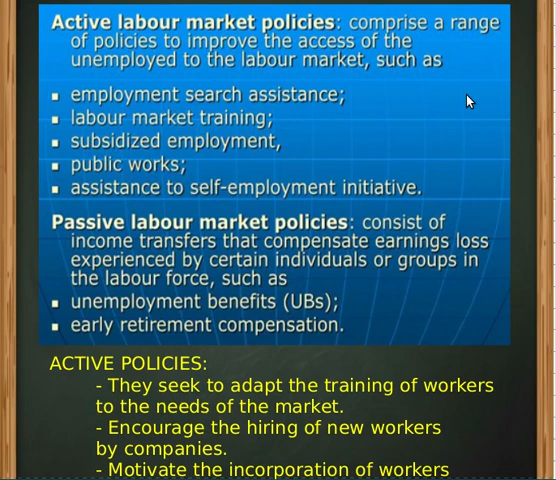 Active labour market policies: comprise a range
of policies to improve the access of the
unemployed to the labour market, such as
▪ employment search assistance;
▪ labour market training;
▪ subsidized employment,
▪ public works;
▪ assistance to self-employment initiative.
Passive labour market policies: consist of
income transfers that compensate earnings loss
experienced by certain individuals or groups in
the labour force, such as
▪ unemployment benefits (UBs);
▪ early retirement compensation.
ACTIVE POLICIES:
- They seek to adapt the training of workers
to the needs of the market.
- Encourage the hiring of new workers
by companies.
- Motivate the incorporation of workers